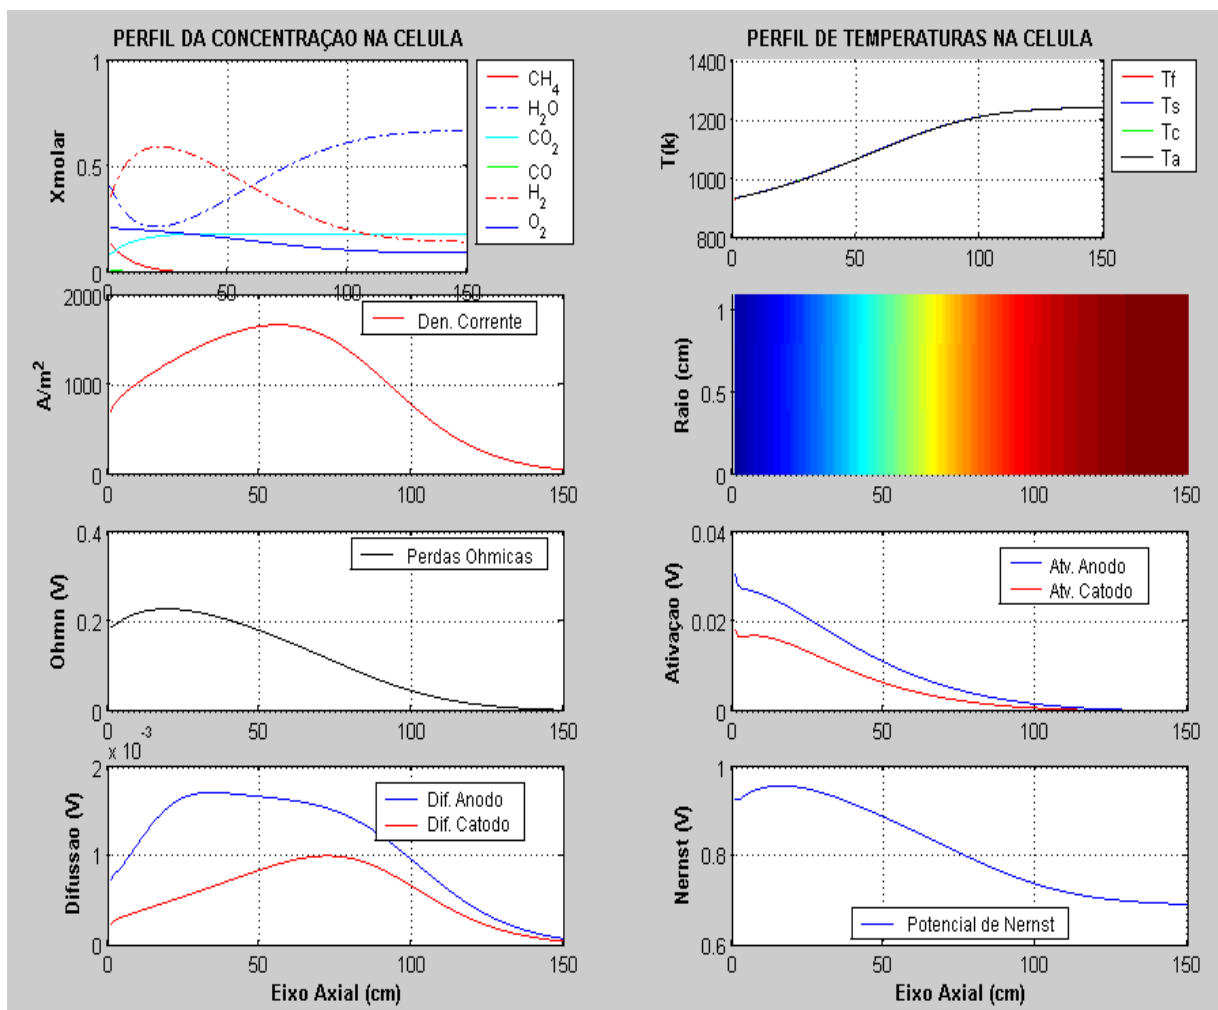 PERFIL DA CONCENTRAÇAO NA CELULA
1
0.5
0
Xmolar
0 50 100 150
CH4
H2O
CO2
CO
H2
O2
PERFIL DE TEMPERATURAS NA CELULA
1400
1200
1000
800
T(k)
0 50 100 150
Tf
Ts
Tc
Ta
2000
1000
0
A/m2
Den. Corrente
0 50 100 150
1
0.5
0
Raio (cm)
0 50 100 150
0.4
0.2
0
Ohmn (V)
Perdas Ohmicas
0 50 100 150
0.04
0.02
0
Ativaçao (V)
Atv. Anodo
Atv. Catodo
0 50 100 150
x 10-3
2
1
0
Difussao (V)
Dif. Anodo
Dif. Catodo
0 50 100 150
Eixo Axial (cm)
1
0.8
0.6
Nernst (V)
Potencial de Nernst
0 50 100 150
Eixo Axial (cm)